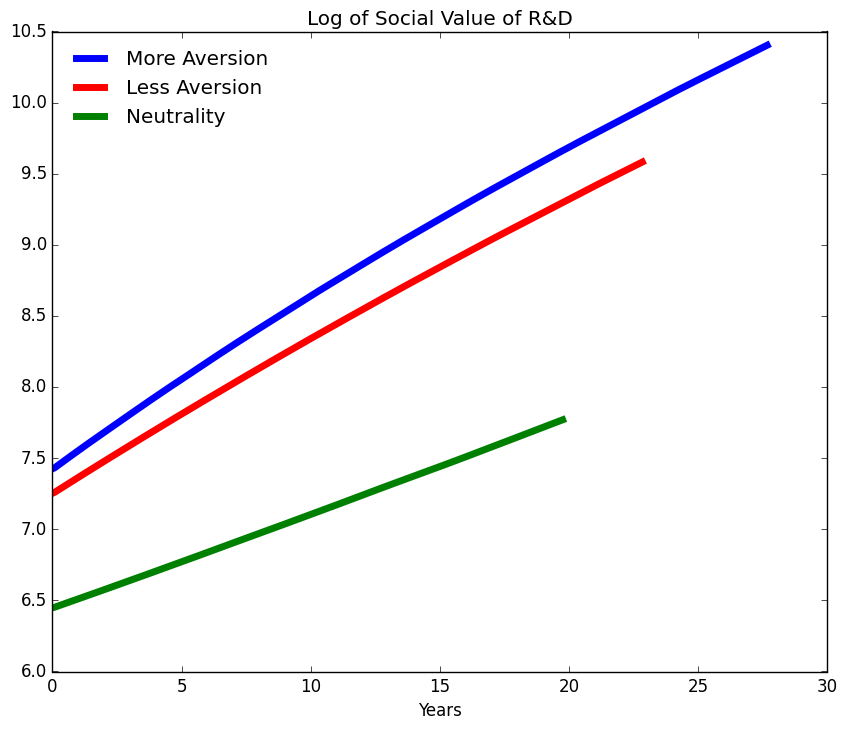 Log of Social Value of R&D
10.5
10.0
9.5
9.0
8.5
8.0
7.5
7.0
6.5
6.0
More Aversion
Less Aversion
Neutrality
0 5 10 15 20 25 30
Years